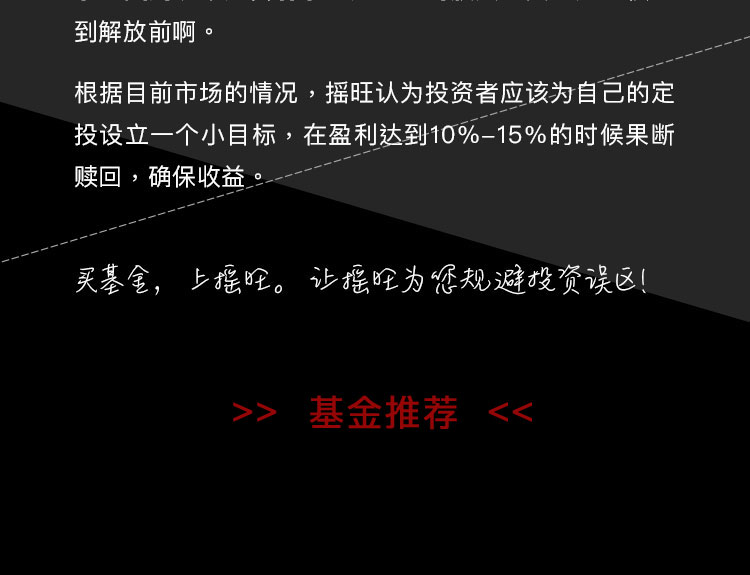 到解放前啊。
根据目前市场的情况，摇旺认为投资者应该为自己的定
投设立一个小目标，在盈利达到10%-15%的时候果断
赎回，确保收益。
买基金，上摇旺。让摇旺为您规避投资误区!
>> 基金推荐 <<